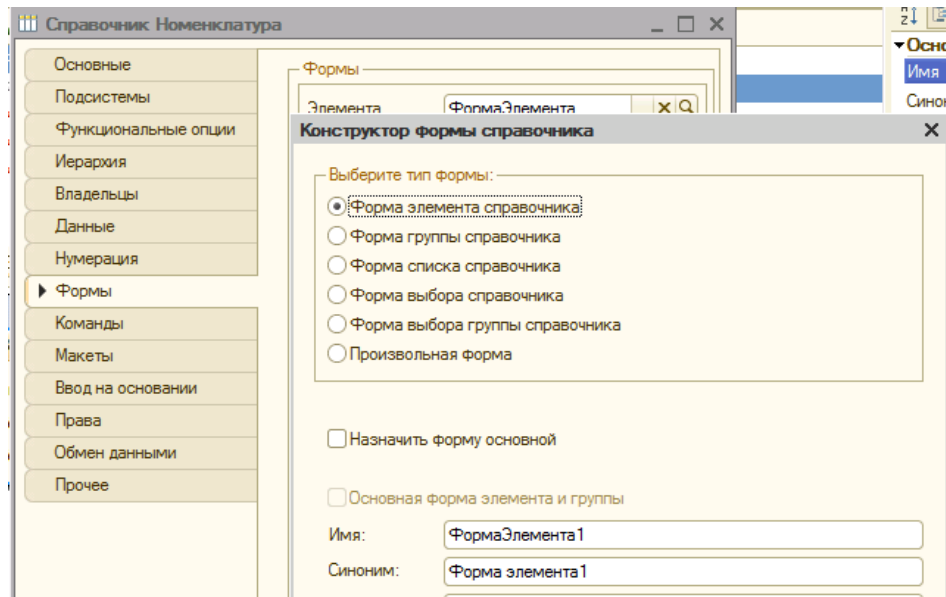 Справочник Номенклатура
Основные
Подсистемы
Функциональные опции
Иерархия
Владельцы
Данные
Нумерация
Формы
Команды
Макеты
Ввод на основании
Права
Обмен данными
Прочее
Формы
Элемента ФормаЭлемента
Конструктор формы справочника
Выберите тип формы:
Форма элемента справочника
Форма группы справочника
Форма списка справочника
Форма выбора справочника
Форма выбора группы справочника
Произвольная форма
Назначить форму основной
Основная форма элемента и группы
Имя: ФормаЭлемента1
Синоним: Форма элемента1
Имя